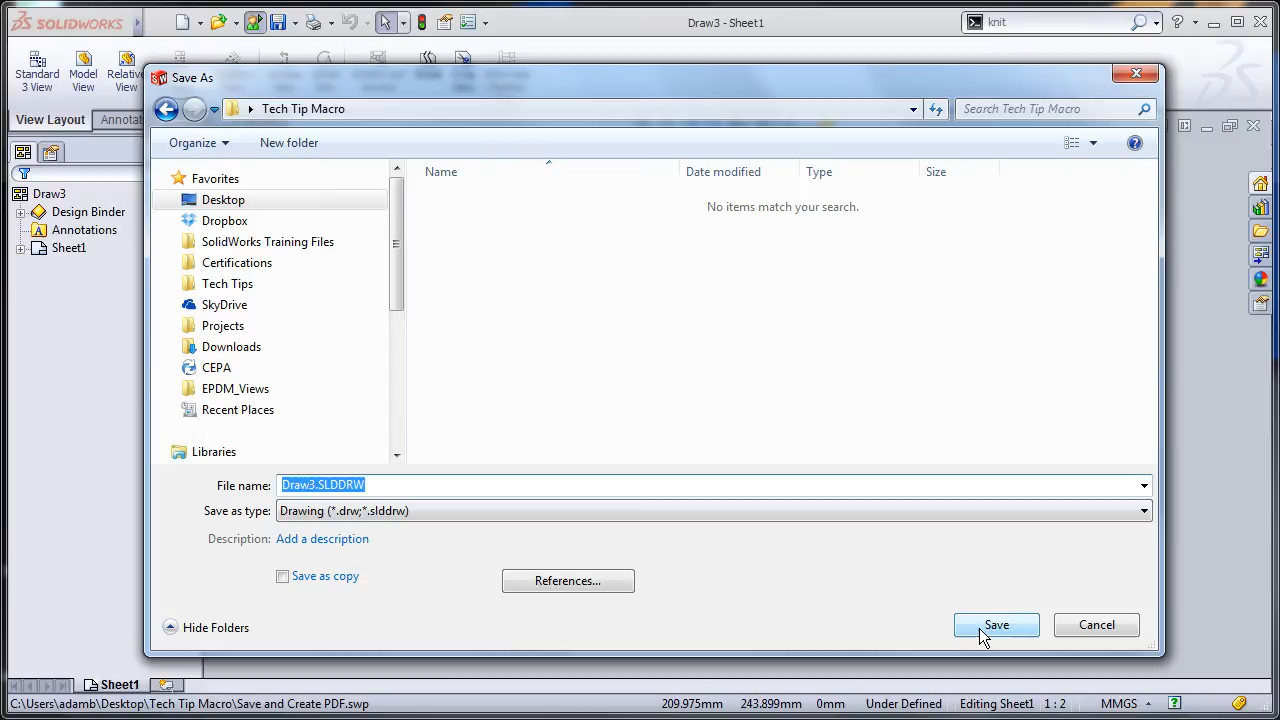 SOLIDWORKS
Draw3 - Sheet1
knit
Standard 3 View
Model View
Relative View
View Layout
Annotat
Save As
Tech Tip Macro
Search Tech Tip Macro
Organize
New folder
Name
Date modified
Type
Size
No items match your search.
Favorites
Desktop
Dropbox
SolidWorks Training Files
Certifications
Tech Tips
SkyDrive
Projects
Downloads
CEPA
EPDM_Views
Recent Places
Libraries
Draw3
Design Binder
Annotations
Sheet1
File name:
Draw3.SLDDRW
Save as type:
Drawing (*.drw;*.slddrw)
Description:
Add a description
Save as copy
References...
Hide Folders
Save
Cancel
Sheet1
C:\Users\adamb\Desktop\Tech Tip Macro\Save and Create PDF.swp
209.975mm
243.899mm
0mm
Under Defined
Editing Sheet1
1 : 2
MMGS